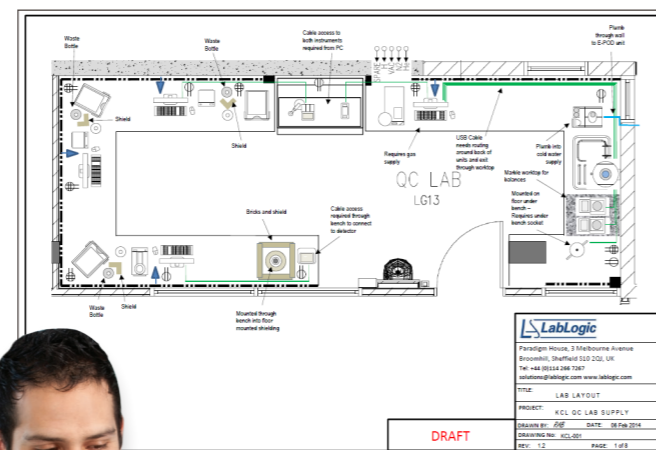 Waste
Bottle
Waste
Bottle
Cable access to
both instruments
required from PC
Plumb
through wall
to E-POD unit
Shield
Shield
Requires gas
supply
USB Cable
needs routing
around back of
units and exit
through worktop
Plumb into
cold water
supply
Marble worktop for
balances
QC LAB
LG13
Mounted on
floor under
bench –
Requires under
bench socket
Bricks and shield
Cable access
required through
bench to connect
to detector
Waste
Bottle
Shield
Mounted through
bench into floor
mounted shielding
LabLogic
Paradigm House, 3 Melbourne Avenue
Broomhill, Sheffield S10 2QJ, UK
Tel: +44 (0)114 266 7267
solutions@lablogic.com www.lablogic.com
TITLE:
LAB LAYOUT
PROJECT:
KCL QC LAB SUPPLY
DRAWN BY:
DATE: 06 Feb 2014
DRAWING No: KCL-001
REV: 1.2 PAGE: 1 of 8
DRAFT